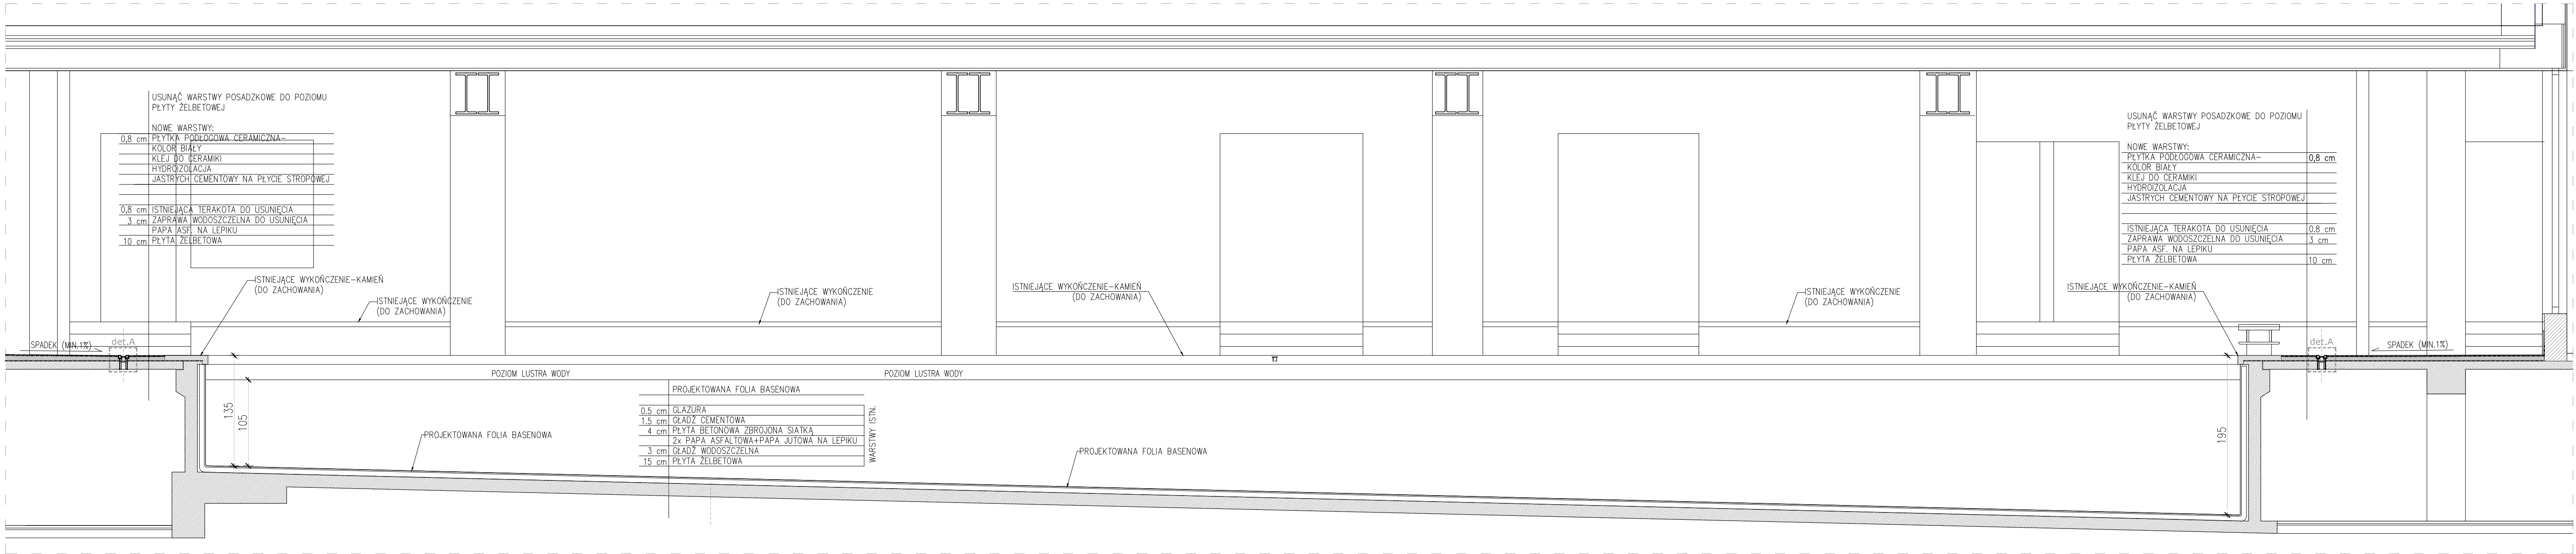 USUNĄĆ WARSTWY POSADZKOWE DO POZIOMU
PŁYTY ŻELBETOWEJ
NOWE WARSTWY:
0,8 cm PŁYTKA PODŁOGOWA CERAMICZNA-
KOLOR BIAŁY
KLEJ DO CERAMIKI
HYDROIZOLACJA
JASTRYCH CEMENTOWY NA PŁYCIE STROPOWEJ
0,8 cm ISTNIEJĄCA TERAKOTA DO USUNIĘCIA
3 cm ZAPRAWA WODOSZCZELNA DO USUNIĘCIA
PAPA ASF. NA LEPIKU
10 cm PŁYTA ŻELBETOWA
ISTNIEJĄCE WYKOŃCZENIE-KAMIEŃ
(DO ZACHOWANIA)
ISTNIEJĄCE WYKOŃCZENIE
(DO ZACHOWANIA)
SPADEK (MIN.1%)
det.A
ISTNIEJĄCE WYKOŃCZENIE
(DO ZACHOWANIA)
ISTNIEJĄCE WYKOŃCZENIE-KAMIEŃ
(DO ZACHOWANIA)
ISTNIEJĄCE WYKOŃCZENIE
(DO ZACHOWANIA)
USUNĄĆ WARSTWY POSADZKOWE DO POZIOMU
PŁYTY ŻELBETOWEJ
NOWE WARSTWY:
PŁYTKA PODŁOGOWA CERAMICZNA- 0,8 cm
KOLOR BIAŁY
KLEJ DO CERAMIKI
HYDROIZOLACJA
JASTRYCH CEMENTOWY NA PŁYCIE STROPOWEJ
ISTNIEJĄCA TERAKOTA DO USUNIĘCIA 0.8 cm
ZAPRAWA WODOSZCZELNA DO USUNIĘCIA 3 cm
PAPA ASF. NA LEPIKU
PŁYTA ŻELBETOWA 10 cm
ISTNIEJĄCE WYKOŃCZENIE-KAMIEŃ
(DO ZACHOWANIA)
det.A
SPADEK (MIN.1%)
POZIOM LUSTRA WODY
POZIOM LUSTRA WODY
135
105
PROJEKTOWANA FOLIA BASENOWA
PROJEKTOWANA FOLIA BASENOWA
0.5 cm GLAZURA
1.5 cm GŁADŹ CEMENTOWA
4 cm PŁYTA BETONOWA ZBROJONA SIATKĄ
2x PAPA ASFALTOWA+PAPA JUTOWA NA LEPIKU
3 cm GŁADŹ WODOSZCZELNA
15 cm PŁYTA ŻELBETOWA
WARSTWY ISTN.
PROJEKTOWANA FOLIA BASENOWA
195